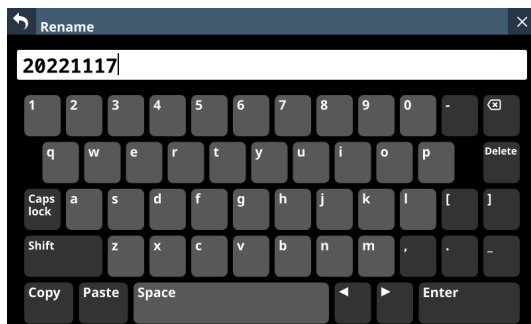 Rename
20221117
1 2 3 4 5 6 7 8 9 0 -
q w e r t y u i o p Delete
Caps lock a s d f g h j k l [ ]
Shift z x c v b n m , . _
Copy Paste Space Enter